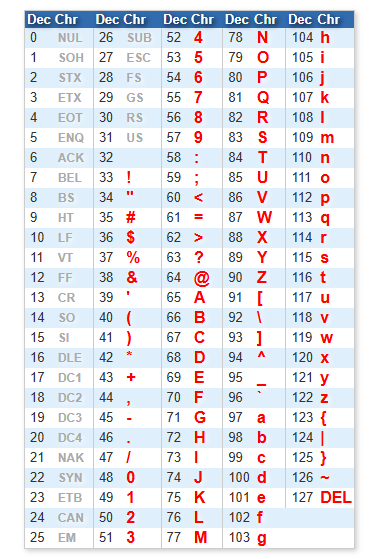 Dec Chr Dec Chr Dec Chr Dec Chr Dec Chr
0 NUL 26 SUB 52 4 78 N 104 h
1 SOH 27 ESC 53 5 79 O 105 i
2 STX 28 FS 54 6 80 P 106 j
3 ETX 29 GS 55 7 81 Q 107 k
4 EOT 30 RS 56 8 82 R 108 l
5 ENQ 31 US 57 9 83 S 109 m
6 ACK 32 58 : 84 T 110 n
7 BEL 33 ! 59 ; 85 U 111 o
8 BS 34 " 60 < 86 V 112 p
9 HT 35 # 61 = 87 W 113 q
10 LF 36 $ 62 > 88 X 114 r
11 VT 37 % 63 ? 89 Y 115 s
12 FF 38 & 64 @ 90 Z 116 t
13 CR 39 ' 65 A 91 [ 117 u
14 SO 40 ( 66 B 92 \ 118 v
15 SI 41 ) 67 C 93 ] 119 w
16 DLE 42 * 68 D 94 ^ 120 x
17 DC1 43 + 69 E 95 _ 121 y
18 DC2 44 , 70 F 96 ` 122 z
19 DC3 45 - 71 G 97 a 123 {
20 DC4 46 . 72 H 98 b 124 |
21 NAK 47 / 73 I 99 c 125 }
22 SYN 48 0 74 J 100 d 126 ~
23 ETB 49 1 75 K 101 e 127 DEL
24 CAN 50 2 76 L 102 f
25 EM 51 3 77 M 103 g